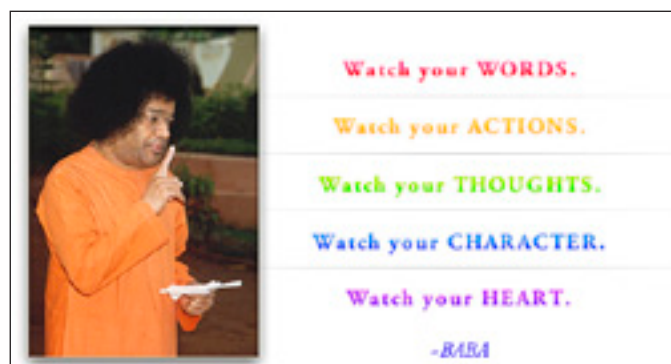 Watch your WORDS.
Watch your ACTIONS.
Watch your THOUGHTS.
Watch your CHARACTER.
Watch your HEART.
-BABA